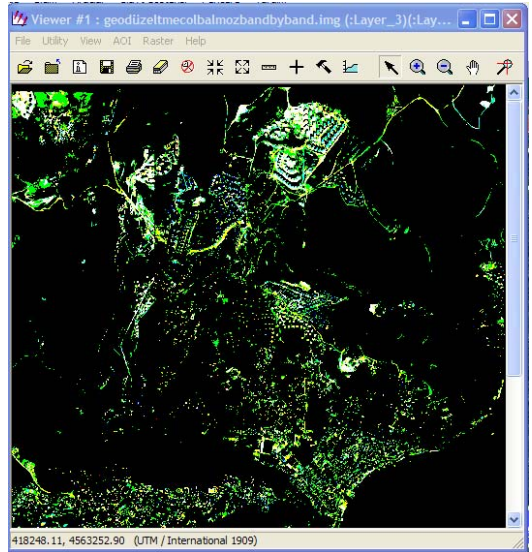 Viewer #1 : geodüzeltmecolbalmozbandbyband.img (:Layer_3)(:Lay...
File Utility View AOI Raster Help
418248.11, 4563252.90 (UTM / International 1909)